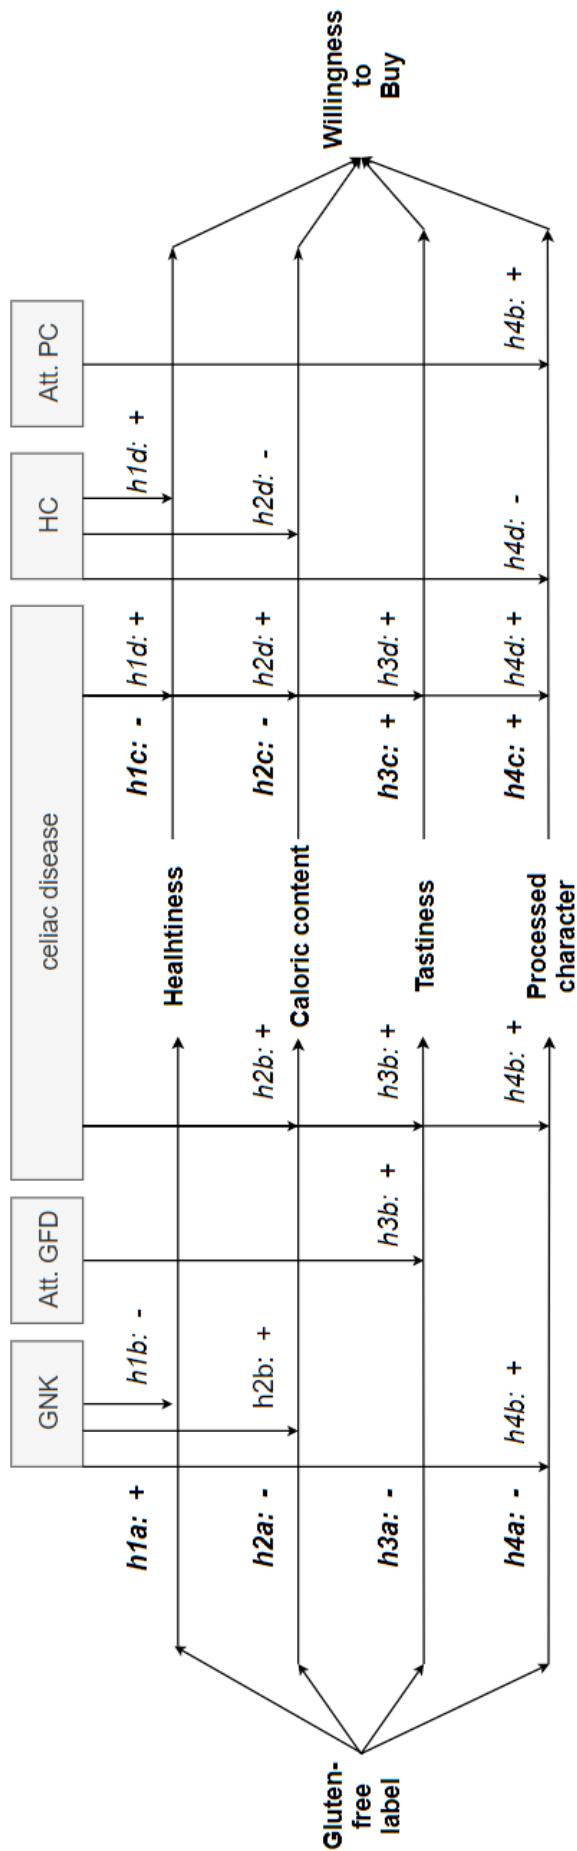 GNK
Att. GFD
celiac disease
HC
Att. PC
h1a: +
h1b: -
h1c: -
h1d: +
h1d: +
Healhtiness
h2a: -
h2b: +
h2b: +
h2c: -
h2d: +
h2d: -
Caloric content
h3a: -
h3b: +
h3b: +
h3c: +
h3d: +
Tastiness
h4a: -
h4b: +
h4b: +
h4c: +
h4d: +
h4d: -
h4b: +
Processed
character
Gluten-
free
label
Willingness
to
Buy